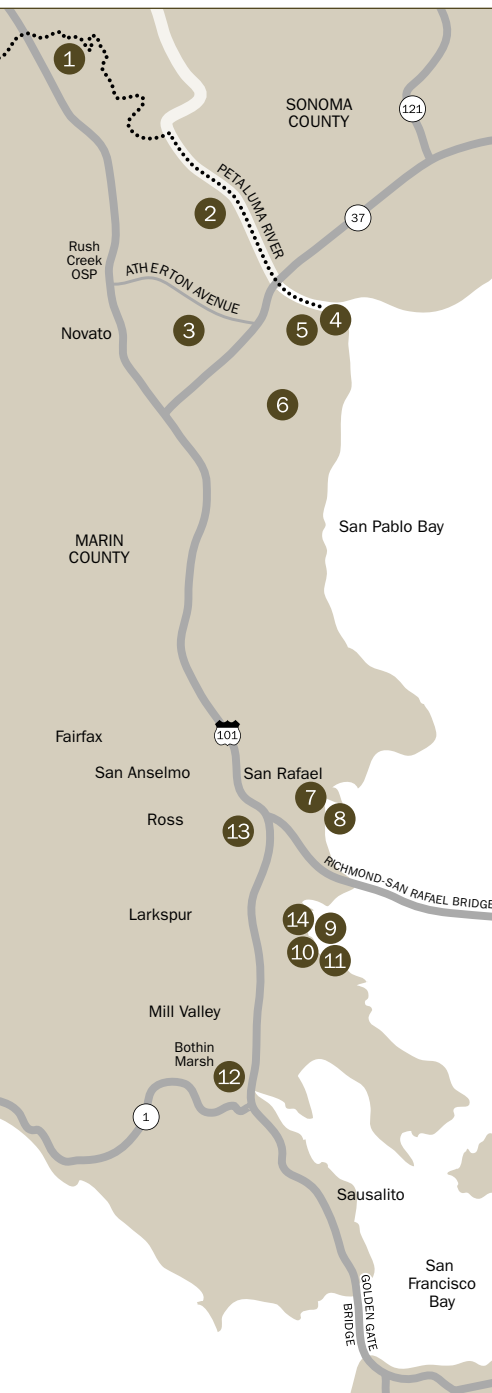 1
SONOMA
COUNTY
121
PETALUMA RIVER
2
37
Rush
Creek
OSP
ATHERTON AVENUE
Novato
3
5
4
6
San Pablo Bay
MARIN
COUNTY
101
Fairfax
San Anselmo
San Rafael
7
8
Ross
13
RICHMOND-SAN RAFAEL BRIDGE
Larkspur
14
9
10
11
Mill Valley
Bothin
Marsh
12
1
Sausalito
San
Francisco
Bay
GOLDEN GATE
BRIDGE